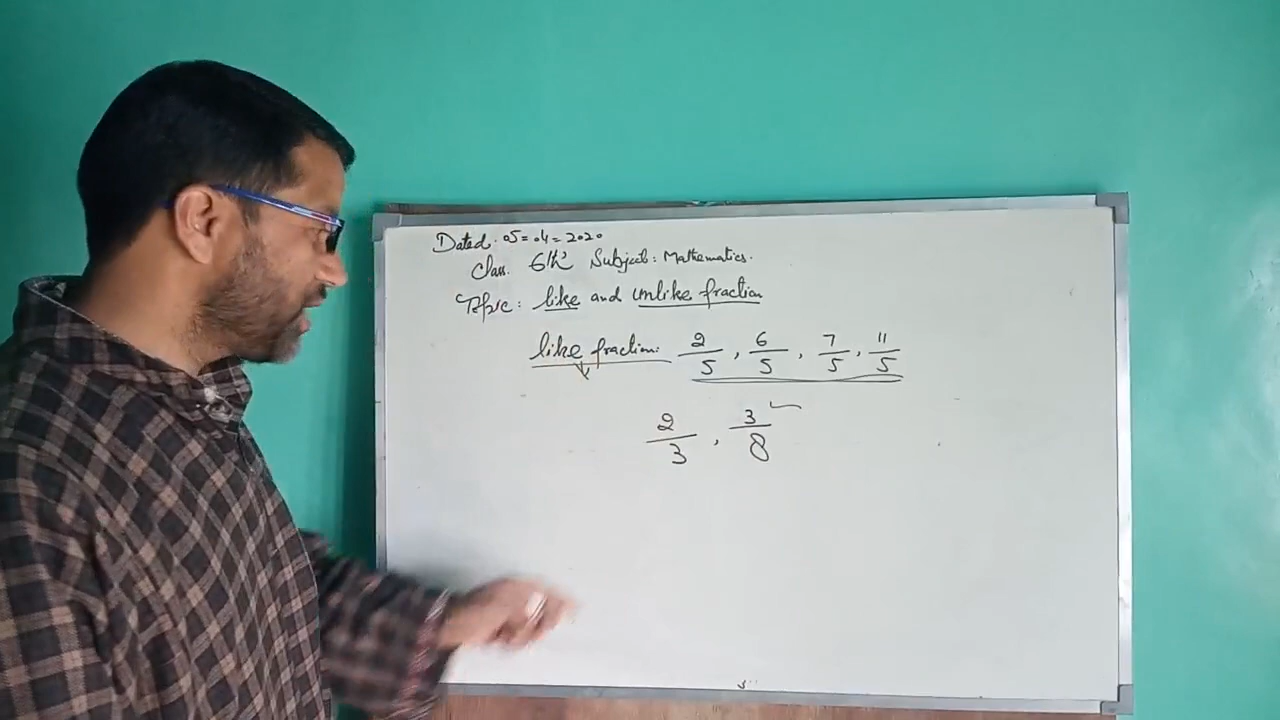 Dated. 05=04=2020
Class. 6th Subject: Mathematics.
Topic: like and unlike fraction
like fraction: 2/5, 6/5, 7/5, 11/5
2/3, 3/8